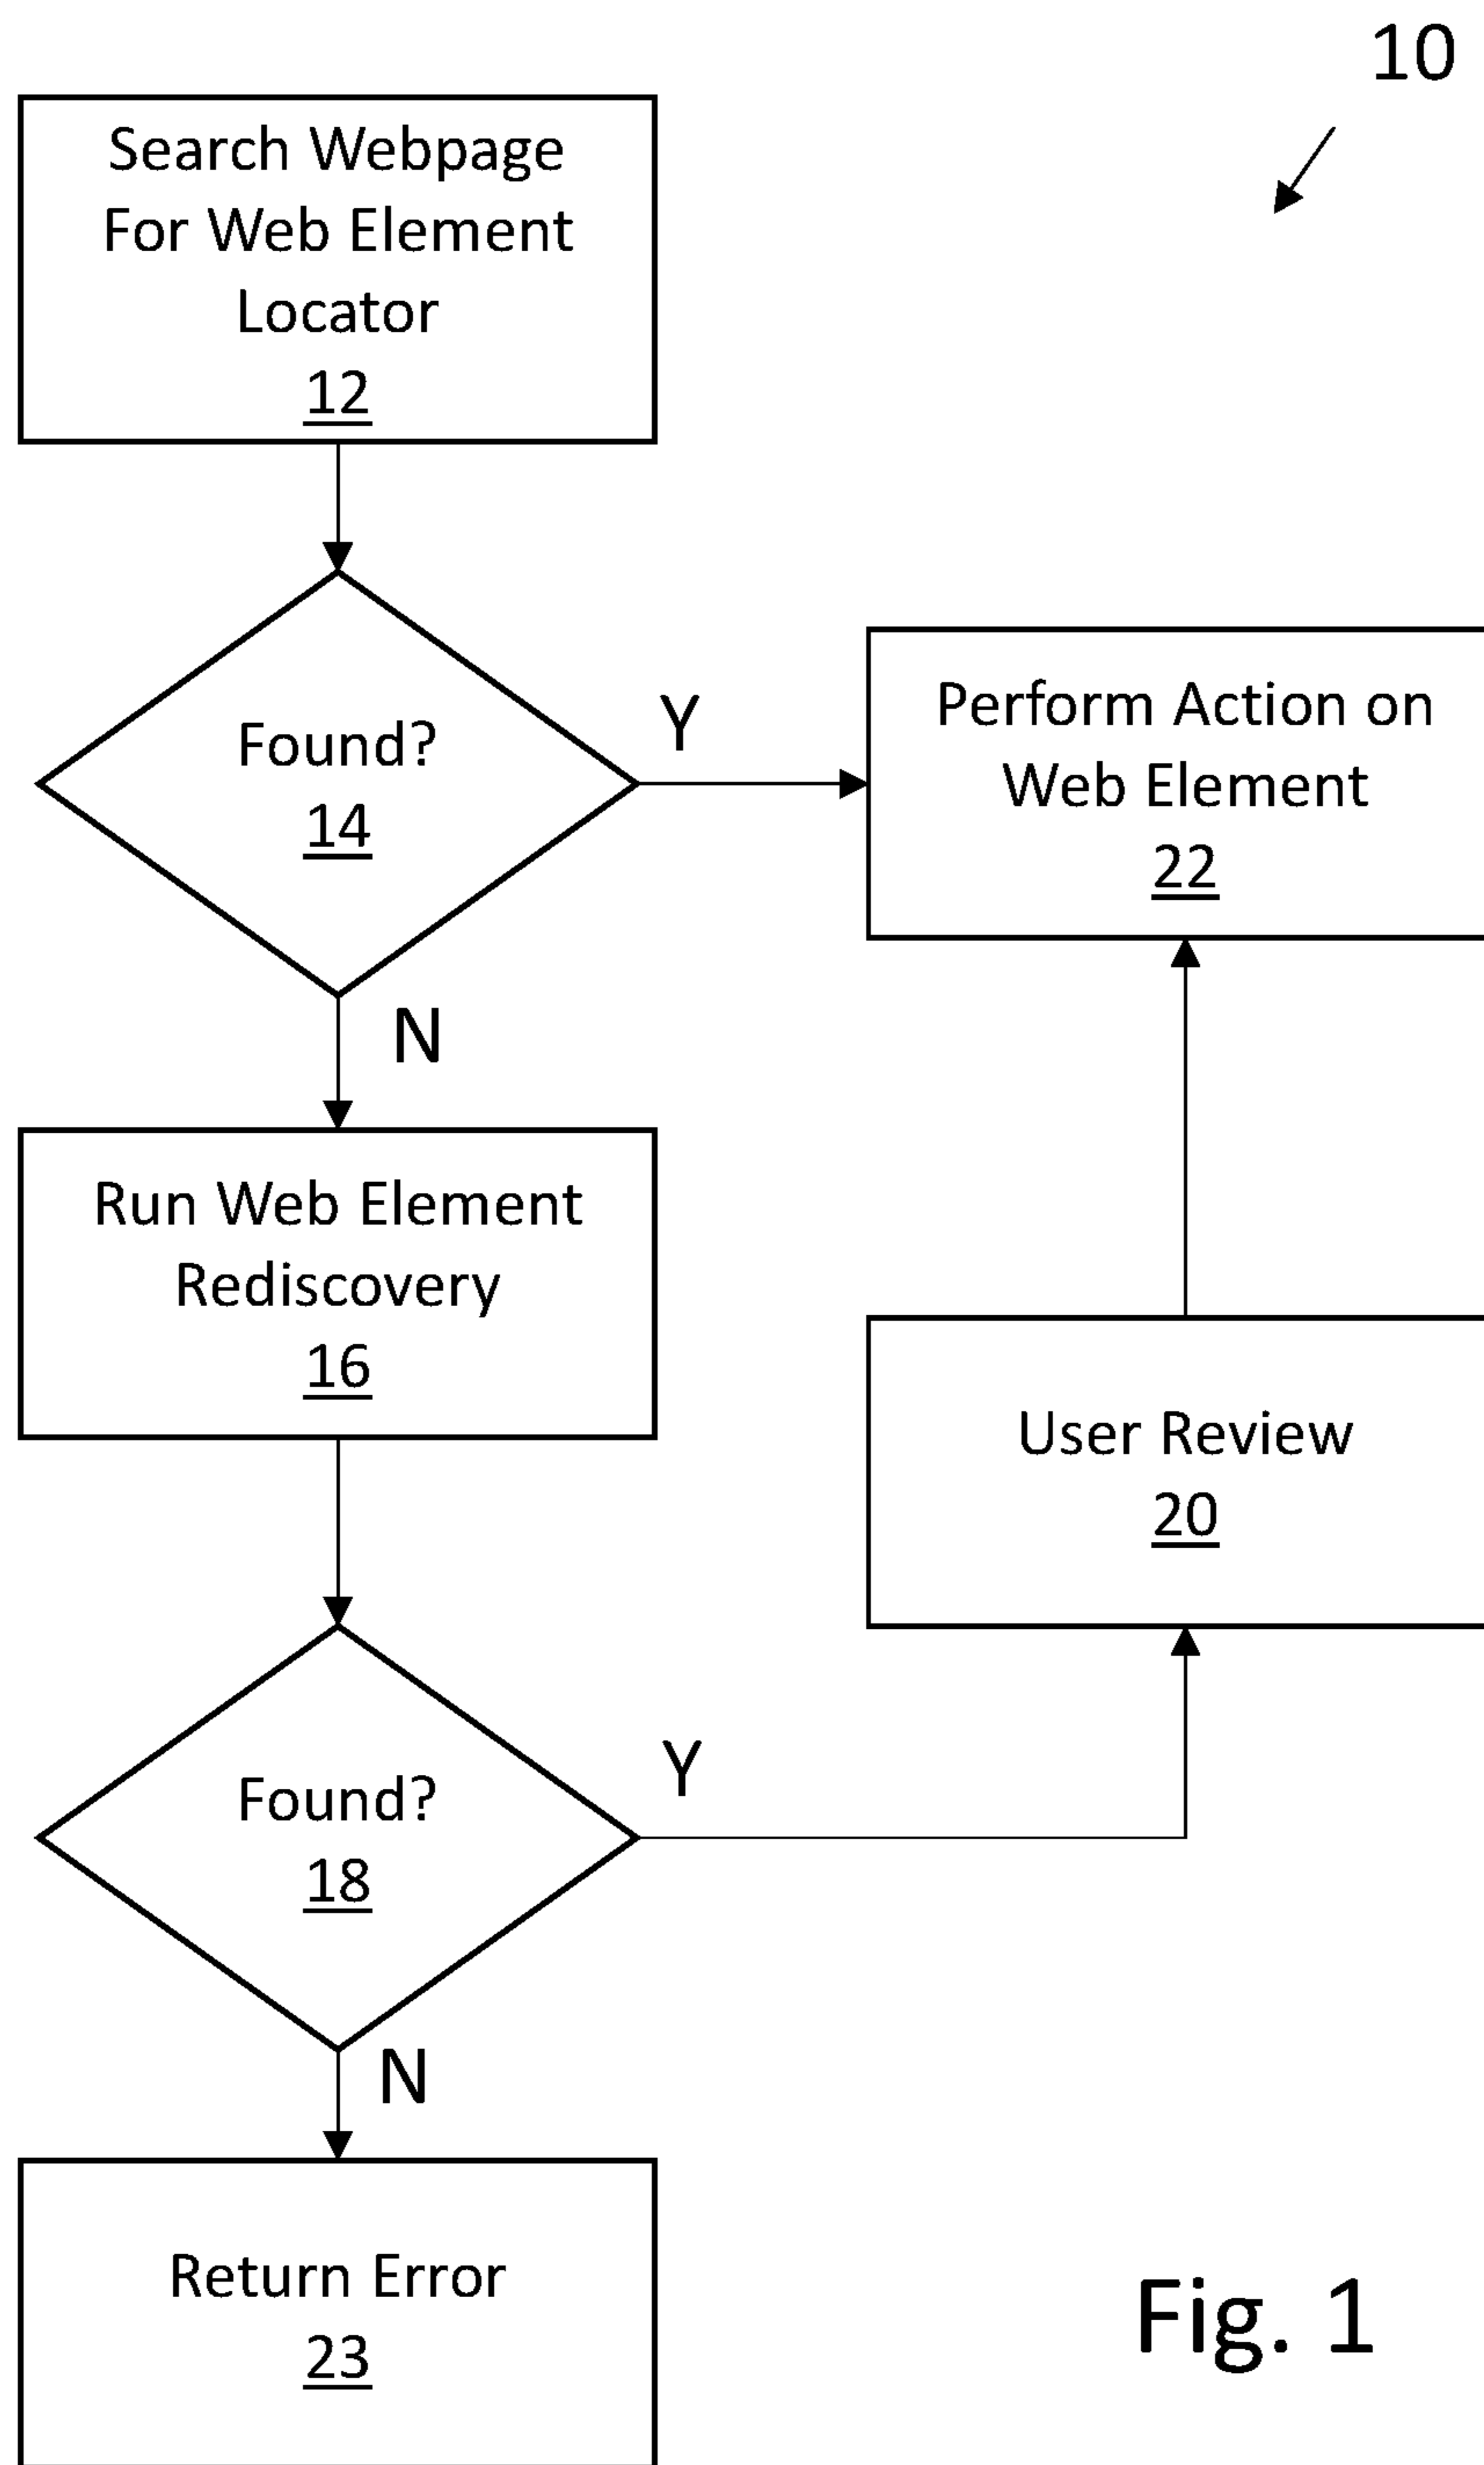 10
Search Webpage
For Web Element
Locator
12
Found?
14
Y
Perform Action on
Web Element
22
N
Run Web Element
Rediscovery
16
User Review
20
Found?
18
Y
N
Return Error
23
Fig. 1